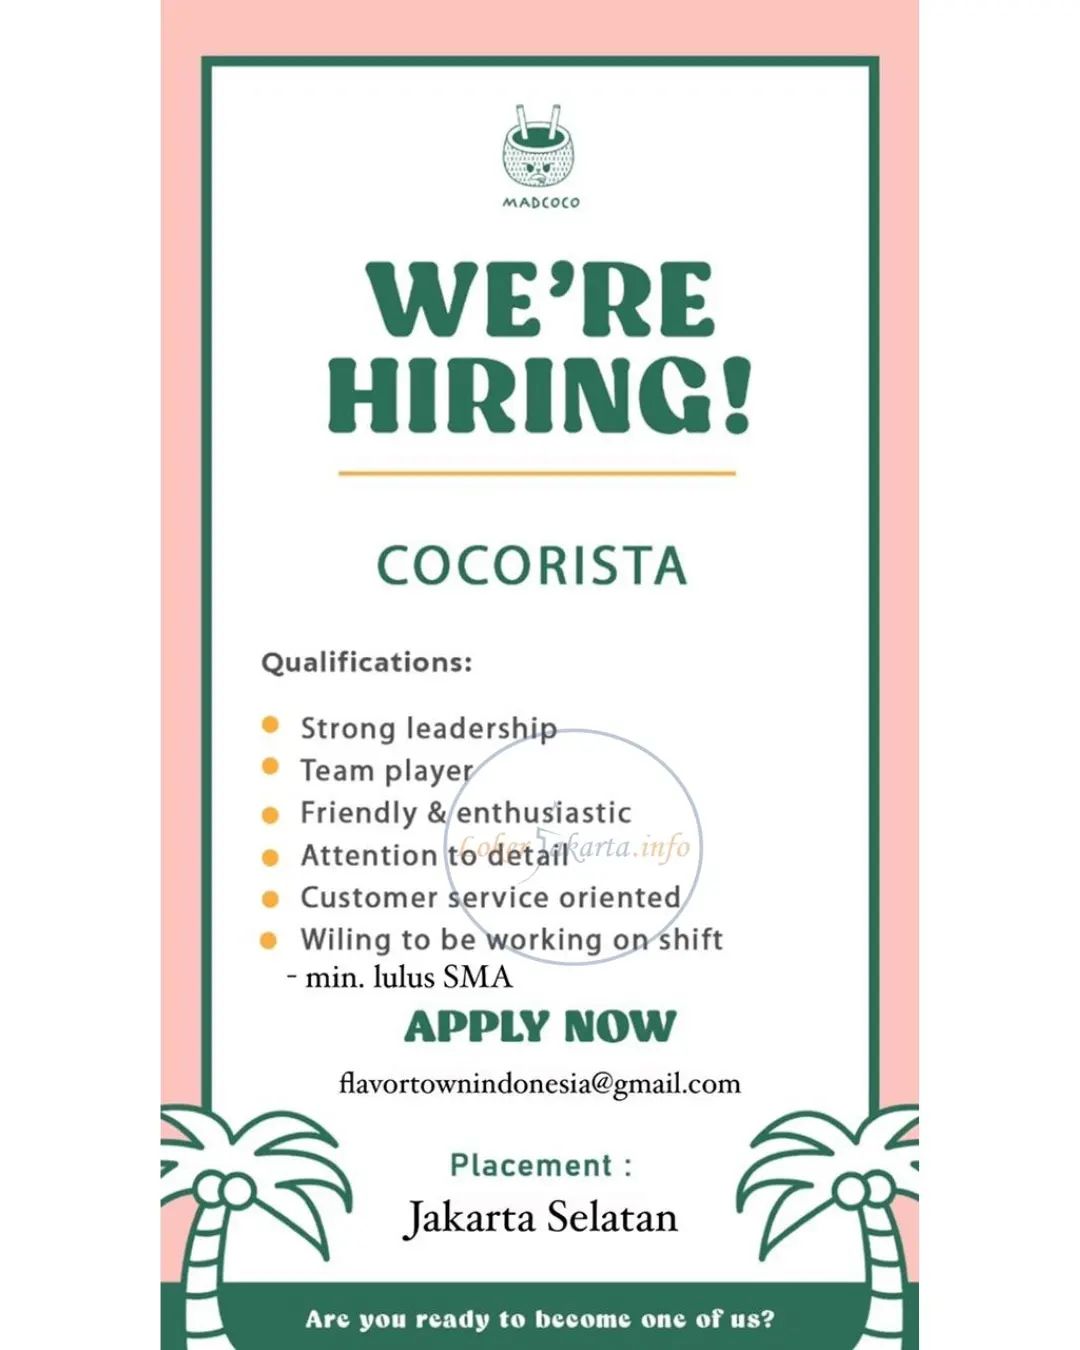 MADCOCO
WE'RE
HIRING!
COCORISTA
Qualifications:
Strong leadership
Team player
Friendly & enthusiastic
LokerJakarta.info
Attention to detail
Customer service oriented
Wiling to be working on shift
- min. lulus SMA
APPLY NOW
flavortownindonesia@gmail.com
Placement :
Jakarta Selatan
Are you ready to become one of us?